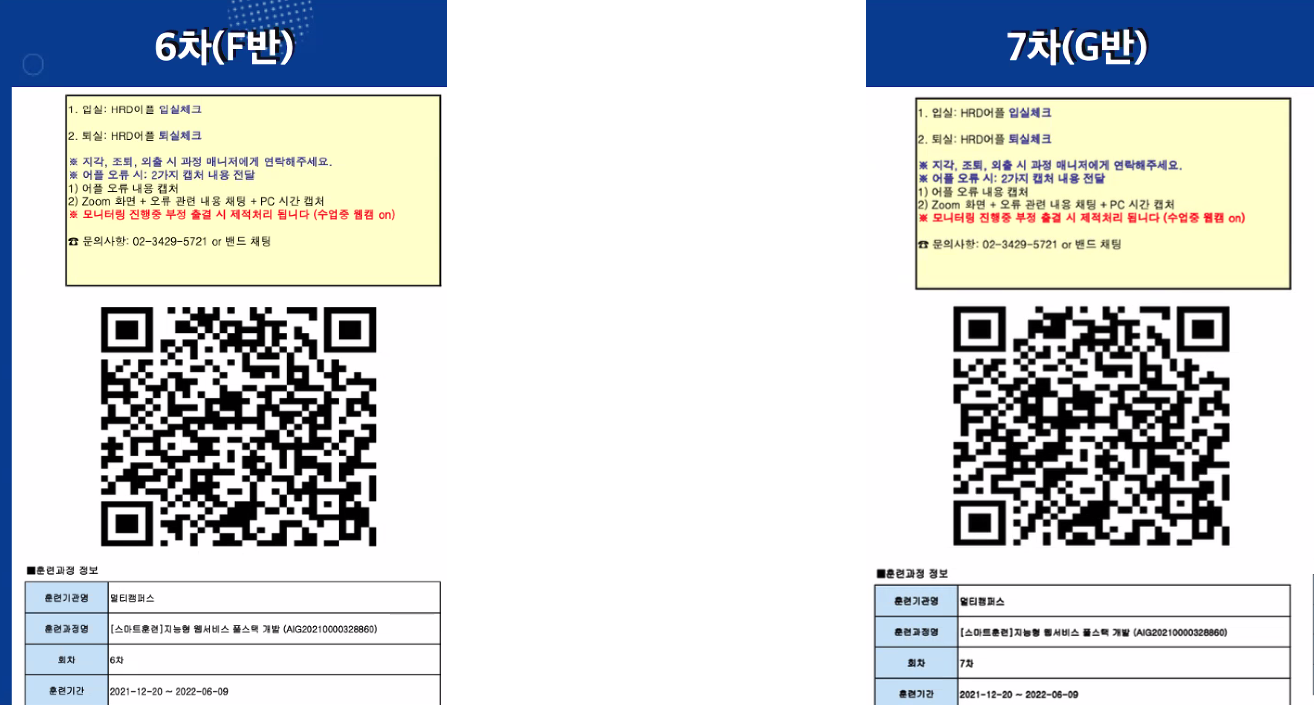 6차(F반)
1. 입실: HRD어플 입실체크
2. 퇴실: HRD어플 퇴실체크
※ 지각, 조퇴, 외출 시 과정 매니저에게 연락해주세요.
※ 어플 오류 시: 2가지 캡처 내용 전달
1) 어플 오류 내용 캡처
2) Zoom 화면 + 오류 관련 내용 채팅 + PC 시간 캡처
※ 모니터링 진행중 부정 출결 시 제적처리 됩니다 (수업중 웹캠 on)
☎ 문의사항: 02-3429-5721 or 밴드 채팅
■훈련과정 정보
훈련기관명 멀티캠퍼스
훈련과정명 [스마트훈련]지능형 웹서비스 풀스택 개발 (AIG20210000328860)
회차 6차
훈련기간 2021-12-20 ~ 2022-06-09
7차(G반)
1. 입실: HRD어플 입실체크
2. 퇴실: HRD어플 퇴실체크
※ 지각, 조퇴, 외출 시 과정 매니저에게 연락해주세요.
※ 어플 오류 시: 2가지 캡처 내용 전달
1) 어플 오류 내용 캡처
2) Zoom 화면 + 오류 관련 내용 채팅 + PC 시간 캡처
※ 모니터링 진행중 부정 출결 시 제적처리 됩니다 (수업중 웹캠 on)
☎ 문의사항: 02-3429-5721 or 밴드 채팅
■훈련과정 정보
훈련기관명 멀티캠퍼스
훈련과정명 [스마트훈련]지능형 웹서비스 풀스택 개발 (AIG20210000328860)
회차 7차
훈련기간 2021-12-20 ~ 2022-06-09